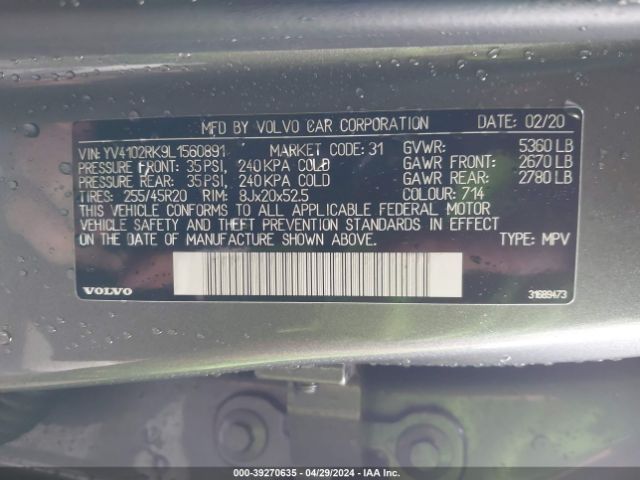 MFD BY VOLVO CAR CORPORATION DATE: 02/20
VIN: YV4102RK9L1560891 MARKET CODE: 31 GVWR: 5360 LB
PRESSURE FRONT: 35 PSI, 240 KPA COLD GAWR FRONT: 2670 LB
PRESSURE REAR: 35 PSI, 240 KPA COLD GAWR REAR: 2780 LB
TIRES: 255/45R20 RIM: 8Jx20x52.5 COLOUR: 714
THIS VEHICLE CONFORMS TO ALL APPLICABLE FEDERAL MOTOR
VEHICLE SAFETY AND THEFT PREVENTION STANDARDS IN EFFECT
ON THE DATE OF MANUFACTURE SHOWN ABOVE. TYPE: MPV
VOLVO 31689473
000-39270635 - 04/29/2024 - IAA Inc.